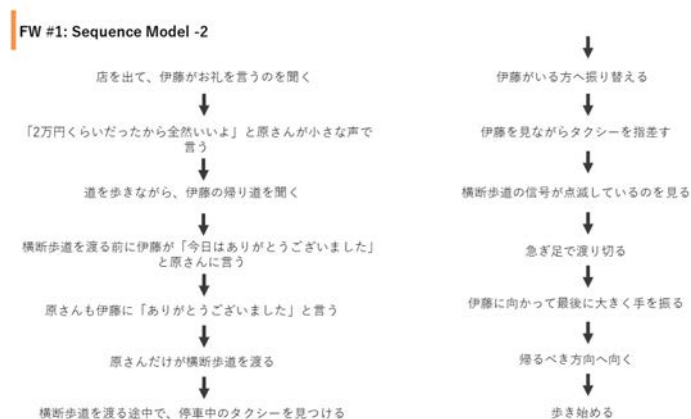 FW #1: Sequence Model -2
店を出て、伊藤がお礼を言うのを聞く
「2万円くらいだったから全然いいよ」と原さんが小さな声で
言う
道を歩きながら、伊藤の帰り道を聞く
横断歩道を渡る前に伊藤が「今日はありがとうございました」
と原さんに言う
原さんも伊藤に「ありがとうございました」と言う
原さんだけが横断歩道を渡る
横断歩道を渡る途中で、停車中のタクシーを見つける
伊藤がいる方へ振り替える
伊藤を見ながらタクシーを指差す
横断歩道の信号が点滅しているのを見る
急ぎ足で渡り切る
伊藤に向かって最後に大きく手を振る
帰るべき方向へ向く
歩き始める